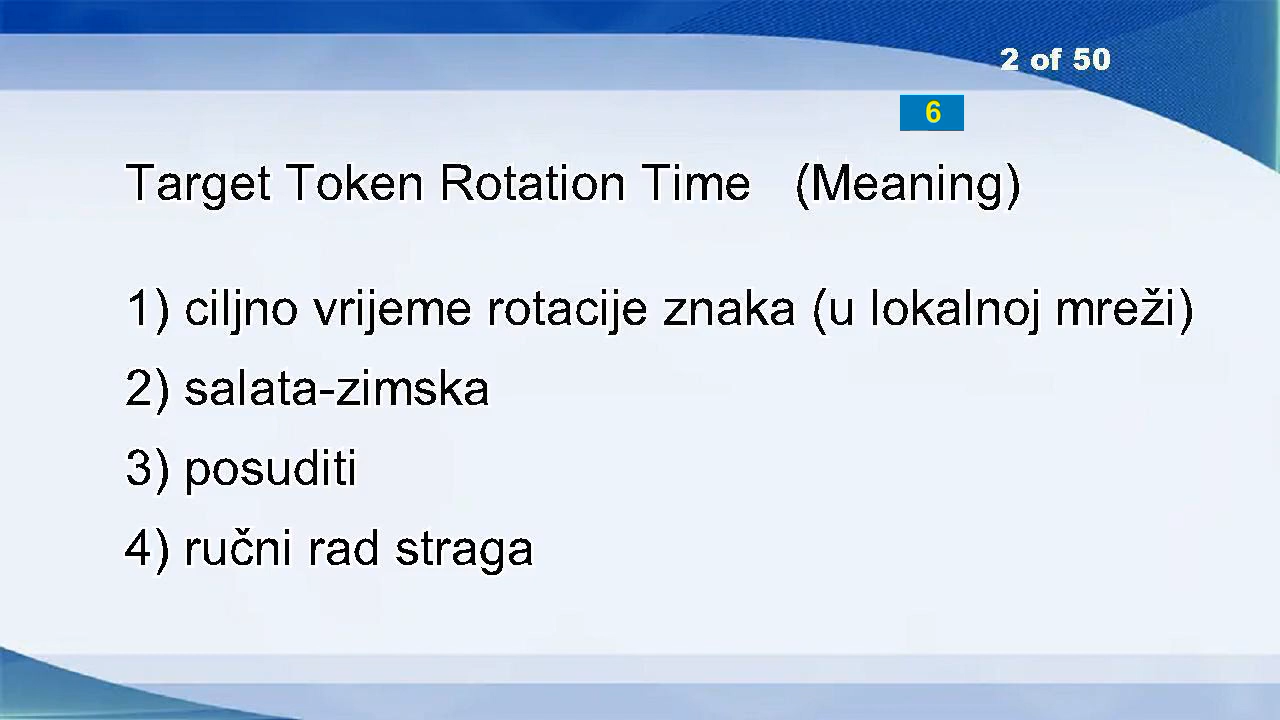 2 of 50
6
Target Token Rotation Time (Meaning)
1) ciljno vrijeme rotacije znaka (u lokalnoj mreži)
2) salata-zimska
3) posuditi
4) ručni rad straga